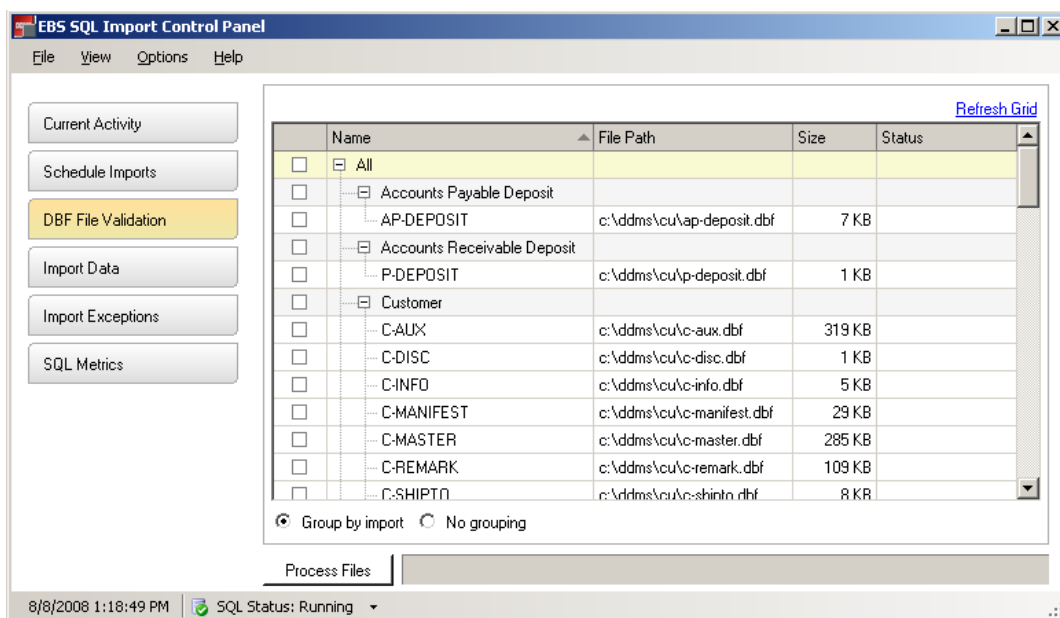 EBS SQL Import Control Panel
File View Options Help
Current Activity
Schedule Imports
DBF File Validation
Import Data
Import Exceptions
SQL Metrics
Refresh Grid
Name File Path Size Status
All
Accounts Payable Deposit
AP-DEPOSIT c:\ddms\cu\ap-deposit.dbf 7 KB
Accounts Receivable Deposit
P-DEPOSIT c:\ddms\cu\p-deposit.dbf 1 KB
Customer
C-AUX c:\ddms\cu\c-aux.dbf 319 KB
C-DISC c:\ddms\cu\c-disc.dbf 1 KB
C-INFO c:\ddms\cu\c-info.dbf 5 KB
C-MANIFEST c:\ddms\cu\c-manifest.dbf 29 KB
C-MASTER c:\ddms\cu\c-master.dbf 285 KB
C-REMARK c:\ddms\cu\c-remark.dbf 109 KB
C-SHIPTO c:\ddms\cu\c-shipto.dbf 8 KB
Group by import No grouping
Process Files
8/8/2008 1:18:49 PM SQL Status: Running